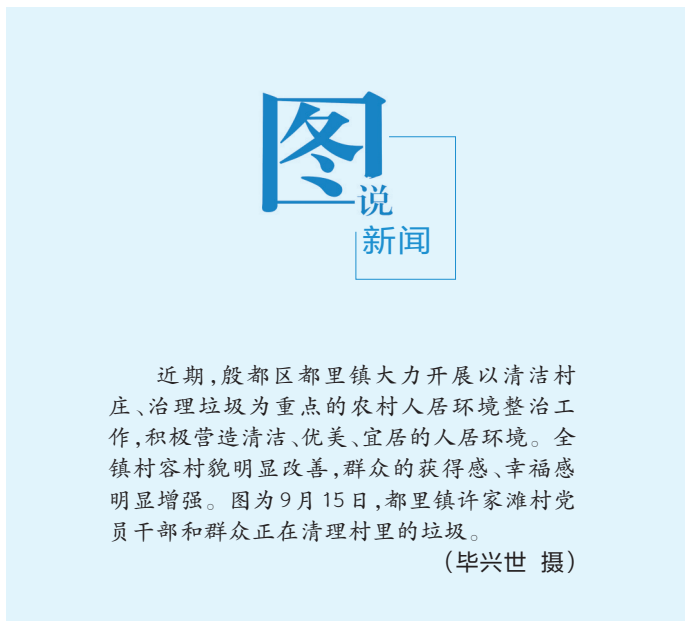 图
说
新闻
近期,殷都区都里镇大力开展以清洁村
庄、治理垃圾为重点的农村人居环境整治工
作,积极营造清洁、优美、宜居的人居环境。全
镇村容村貌明显改善,群众的获得感、幸福感
明显增强。图为9月15日,都里镇许家滩村党
员干部和群众正在清理村里的垃圾。
(毕兴世 摄)